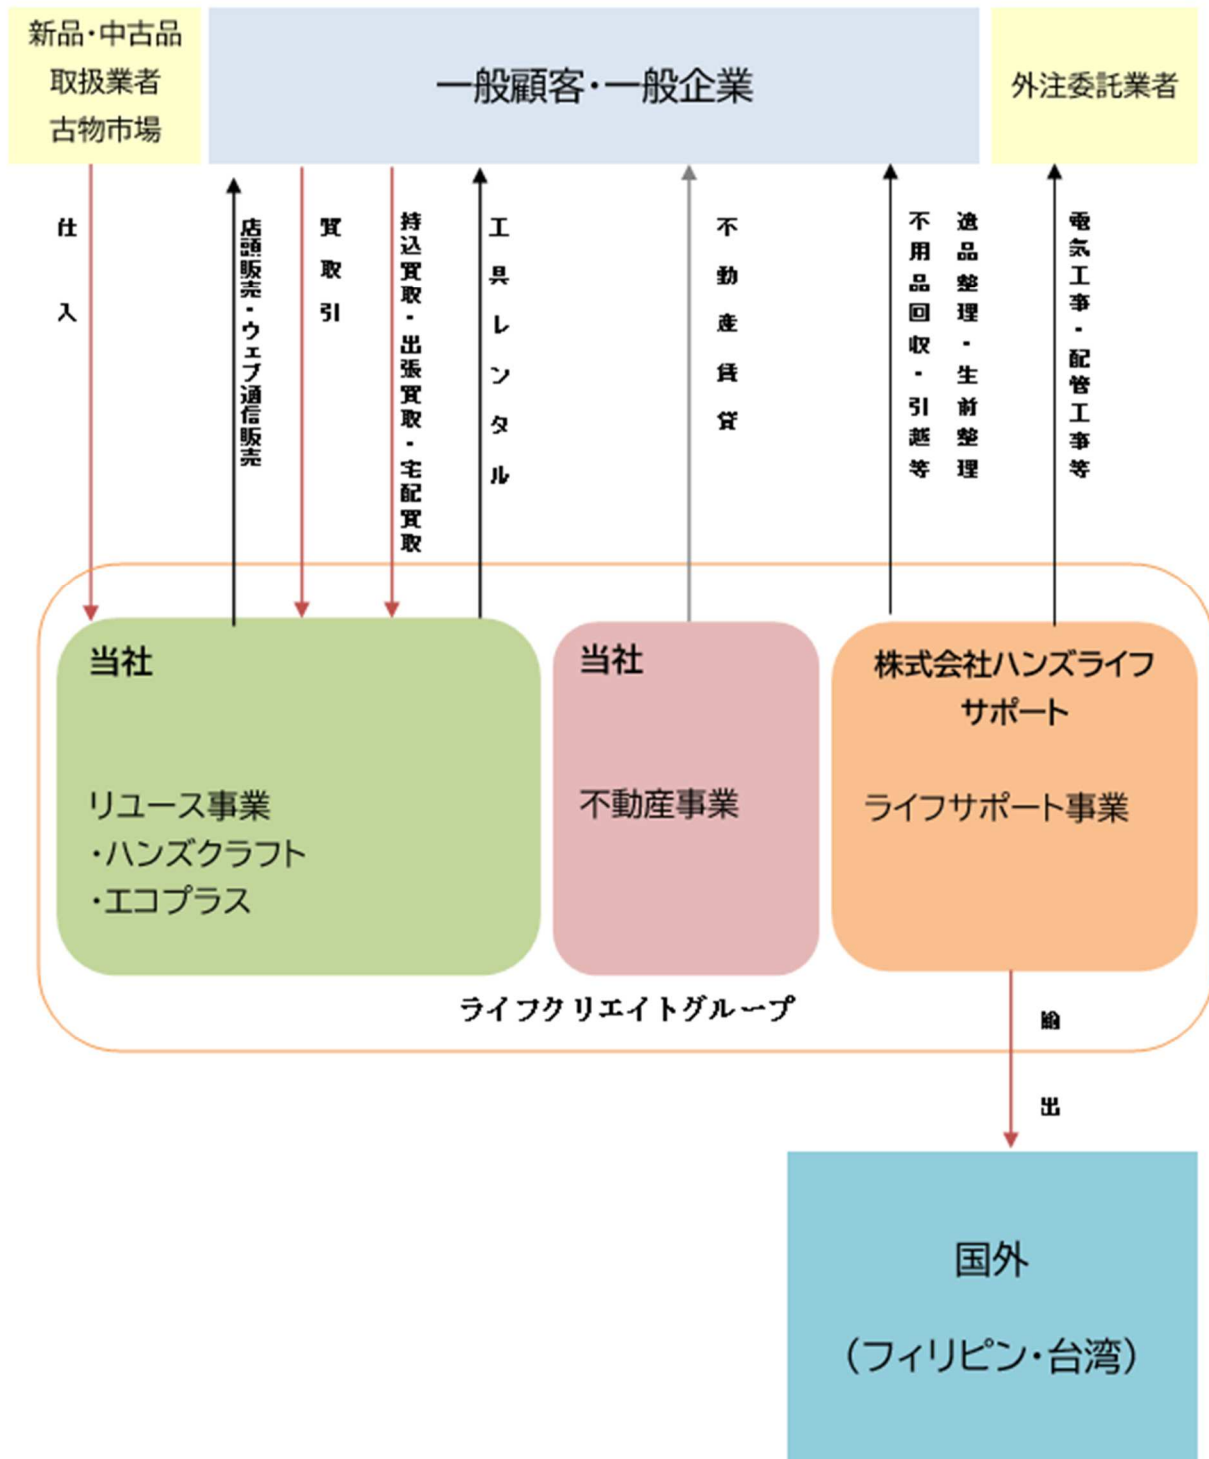 新品・中古品
取扱業者
古物市場
一般顧客・一般企業
外注委託業者
仕入
店頭販売・ウェブ通信販売
質取引
持込買取・出張買取・宅配買取
工具レンタル
不動産賃貸
遺品整理・生前整理
不用品回収・引越等
電気工事・配管工事等
当社
リユース事業
・ハンズクラフト
・エコプラス
当社
不動産事業
株式会社ハンズライフ
サポート
ライフサポート事業
ライフクリエイトグループ
輸出
国外
（フィリピン・台湾）